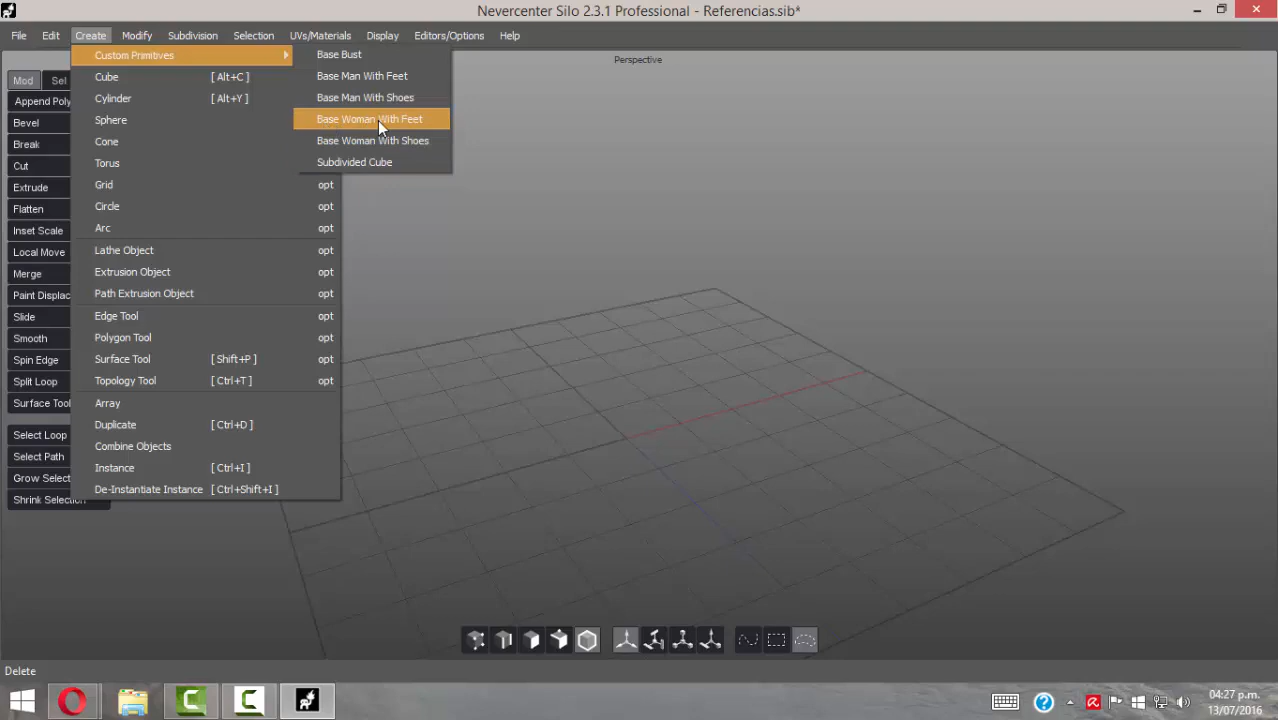 Nevercenter Silo 2.3.1 Professional - Referencias.sib*
File Edit Create Modify Subdivision Selection UVs/Materials Display Editors/Options Help
Perspective
Custom Primitives
Base Bust
Base Man With Feet
Base Man With Shoes
Base Woman With Feet
Base Woman With Shoes
Subdivided Cube
Cube [ Alt+C ]
Cylinder [ Alt+Y ]
Sphere
Cone
Torus
Grid opt
Circle opt
Arc opt
Lathe Object opt
Extrusion Object opt
Path Extrusion Object opt
Edge Tool opt
Polygon Tool opt
Surface Tool [ Shift+P ] opt
Topology Tool [ Ctrl+T ] opt
Array
Duplicate [ Ctrl+D ]
Combine Objects
Instance [ Ctrl+I ]
De-Instantiate Instance [ Ctrl+Shift+I ]
Mod Sel
Append Poly
Bevel
Break
Cut
Extrude
Flatten
Inset Scale
Local Move
Merge
Paint Displac
Slide
Smooth
Spin Edge
Split Loop
Surface Tool
Select Loop
Select Path
Grow Select
Shrink Selection
Delete
04:27 p.m.
13/07/2016